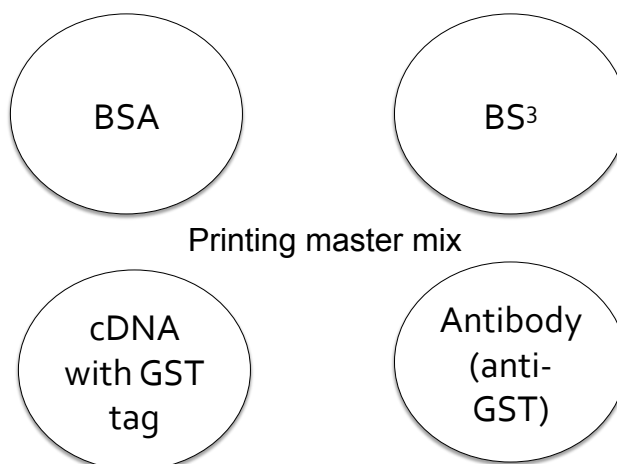 BSA
BS³
Printing master mix
cDNA
with GST
tag
Antibody
(anti-
GST)